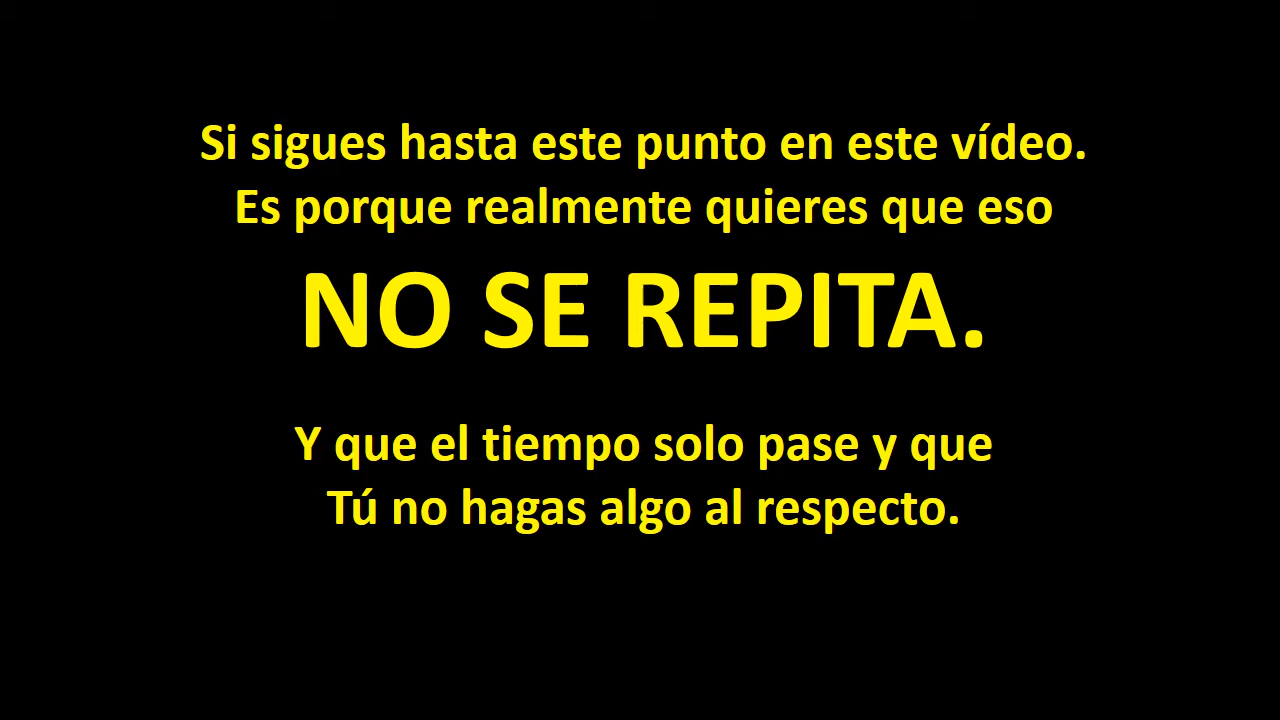 Si sigues hasta este punto en este vídeo.
Es porque realmente quieres que eso
NO SE REPITA.
Y que el tiempo solo pase y que
Tú no hagas algo al respecto.